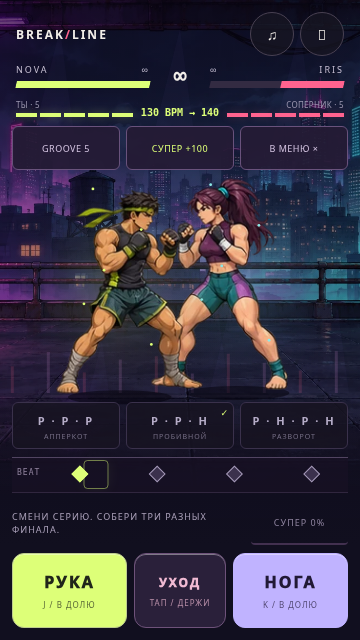 BREAK/LINE
NOVA ∞ ∞ ∞ IRIS
ТЫ · 5 130 BPM → 140 СОПЕРНИК · 5
GROOVE 5 СУПЕР +100 В МЕНЮ ×
Р · Р · Р Р · Р · Н ✓ Р · Н · Р · Н
АППЕРКОТ ПРОБИВНОЙ РАЗВОРОТ
BEAT
СМЕНИ СЕРИЮ. СОБЕРИ ТРИ РАЗНЫХ
ФИНАЛА.
СУПЕР 0%
РУКА УХОД НОГА
J / В ДОЛЮ ТАП / ДЕРЖИ K / В ДОЛЮ